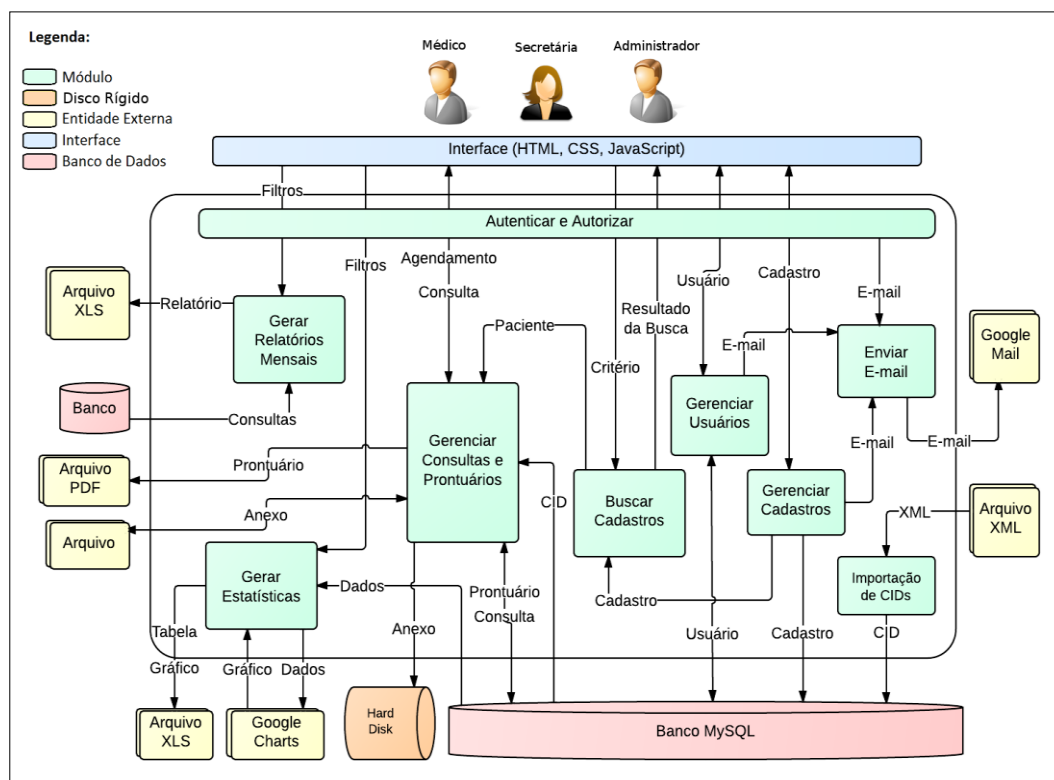 Legenda:
Módulo
Disco Rígido
Entidade Externa
Interface
Banco de Dados
Médico
Secretária
Administrador
Interface (HTML, CSS, JavaScript)
Filtros
Autenticar e Autorizar
Filtros
Agendamento
Consulta
Usuário
Cadastro
E-mail
Arquivo
XLS
Relatório
Gerar
Relatórios
Mensais
Paciente
Resultado
da Busca
Critério
E-mail
Enviar
E-mail
Google
Mail
Banco
Consultas
Gerenciar
Consultas e
Prontuários
Gerenciar
Usuários
E-mail
E-mail
Arquivo
PDF
Prontuário
CID
Buscar
Cadastros
Gerenciar
Cadastros
XML
Arquivo
XML
Arquivo
Anexo
Gerar
Estatísticas
Dados
Prontuário
Consulta
Cadastro
Importação
de CIDs
Tabela
Anexo
Usuário
Cadastro
CID
Gráfico
Gráfico
Dados
Arquivo
XLS
Google
Charts
Hard
Disk
Banco MySQL